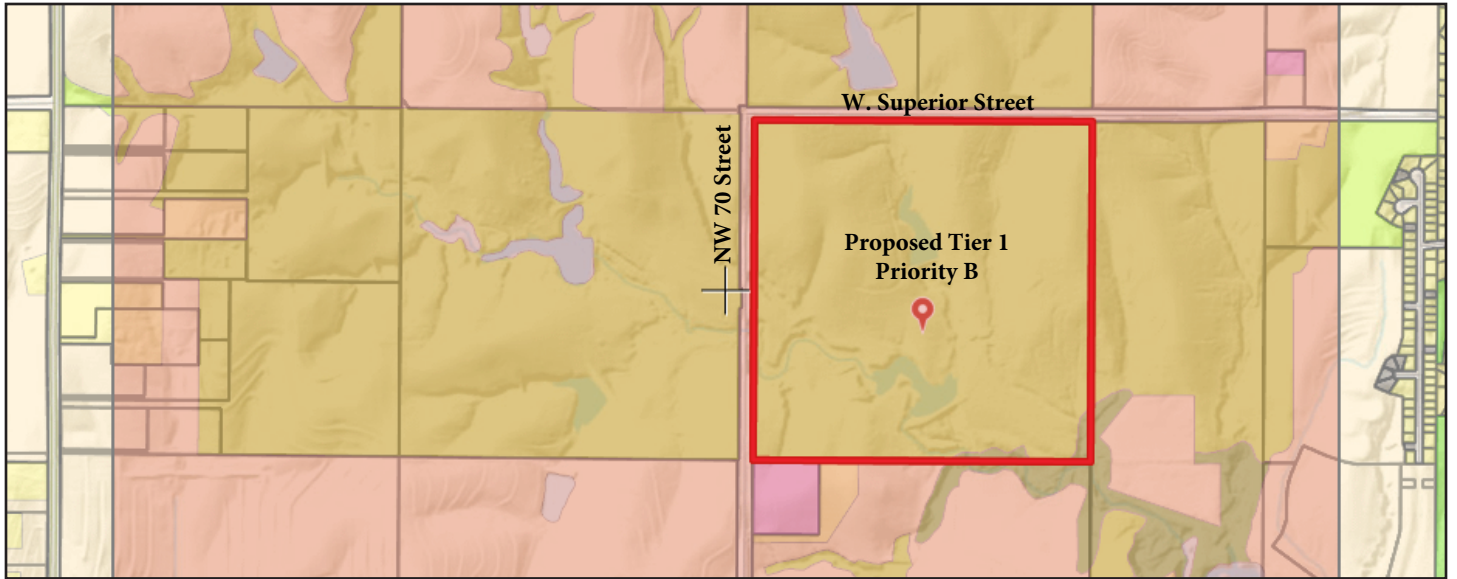 W. Superior Street
NW 70 Street
Proposed Tier 1
Priority B